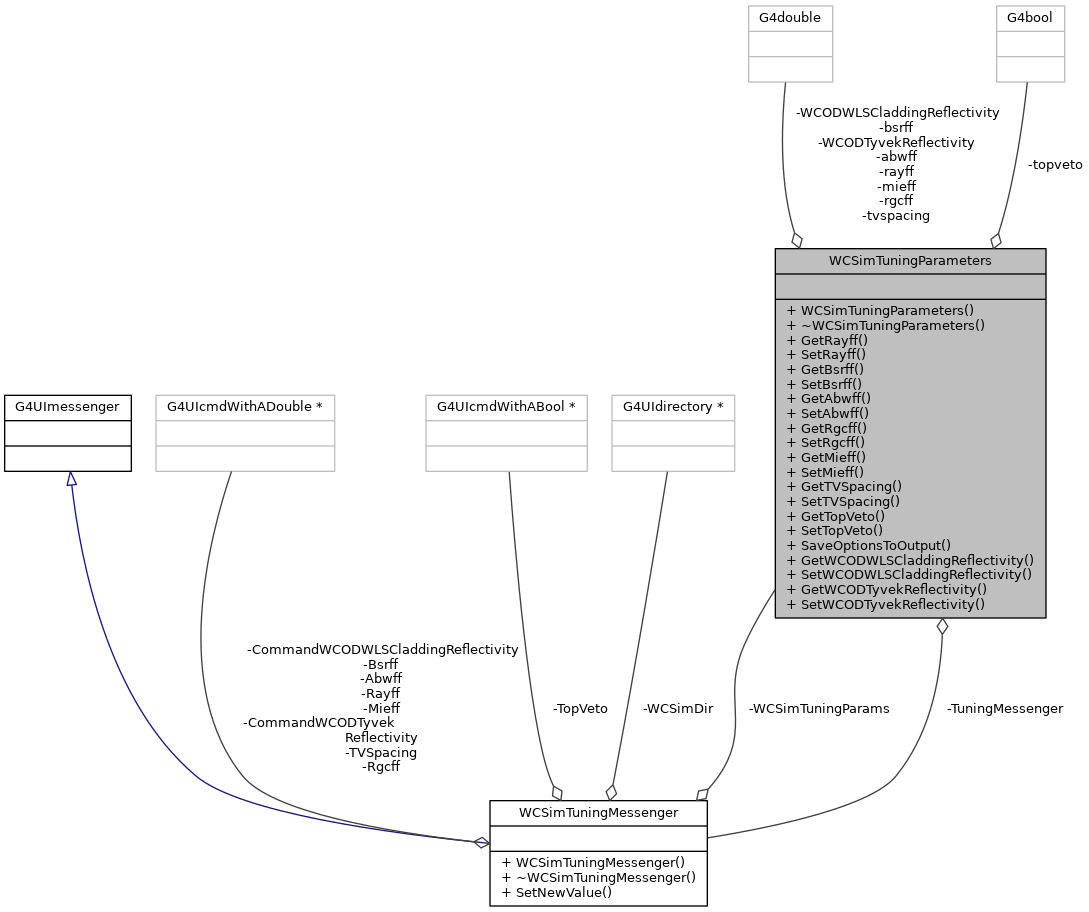 G4double
G4bool
-WCODWLSCladdingReflectivity
-bsrff
-WCODTyvekReflectivity
-abwff
-rayff
-mieff
-rgcff
-tvspacing
-topveto
WCSimTuningParameters
+ WCSimTuningParameters()
+ ~WCSimTuningParameters()
+ GetRayff()
+ SetRayff()
+ GetBsrff()
+ SetBsrff()
+ GetAbwff()
+ SetAbwff()
+ GetRgcff()
+ SetRgcff()
+ GetMieff()
+ SetMieff()
+ GetTVSpacing()
+ SetTVSpacing()
+ GetTopVeto()
+ SetTopVeto()
+ SaveOptionsToOutput()
+ GetWCODWLSCladdingReflectivity()
+ SetWCODWLSCladdingReflectivity()
+ GetWCODTyvekReflectivity()
+ SetWCODTyvekReflectivity()
G4UImessenger
G4UIcmdWithADouble *
G4UIcmdWithABool *
G4UIdirectory *
-CommandWCODWLSCladdingReflectivity
-Bsrff
-Abwff
-Rayff
-Mieff
-CommandWCODTyvek
Reflectivity
-TVSpacing
-Rgcff
-TopVeto
-WCSimDir
-WCSimTuningParams
-TuningMessenger
WCSimTuningMessenger
+ WCSimTuningMessenger()
+ ~WCSimTuningMessenger()
+ SetNewValue()